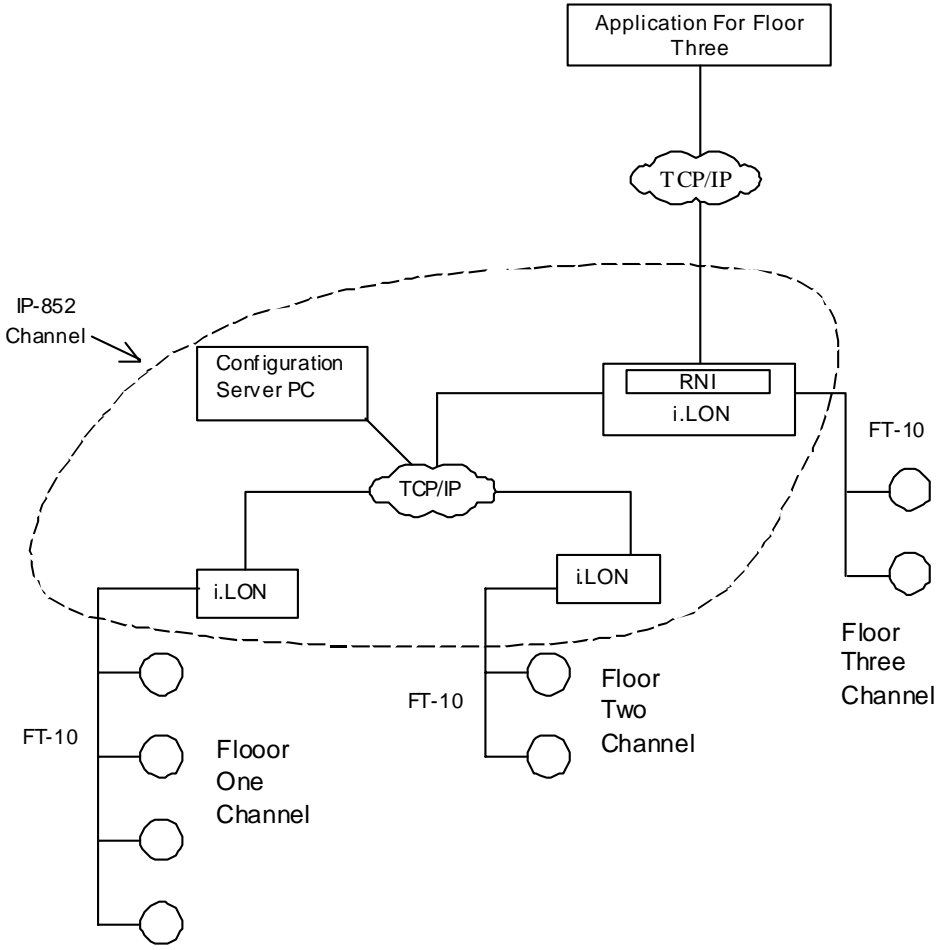 Application For Floor
Three
TCP/IP
IP-852
Channel
Configuration
Server PC
RNI
i.LON
FT-10
TCP/IP
i.LON
i.LON
Floor
Three
Channel
FT-10
Floor
Two
Channel
FT-10
Flooor
One
Channel